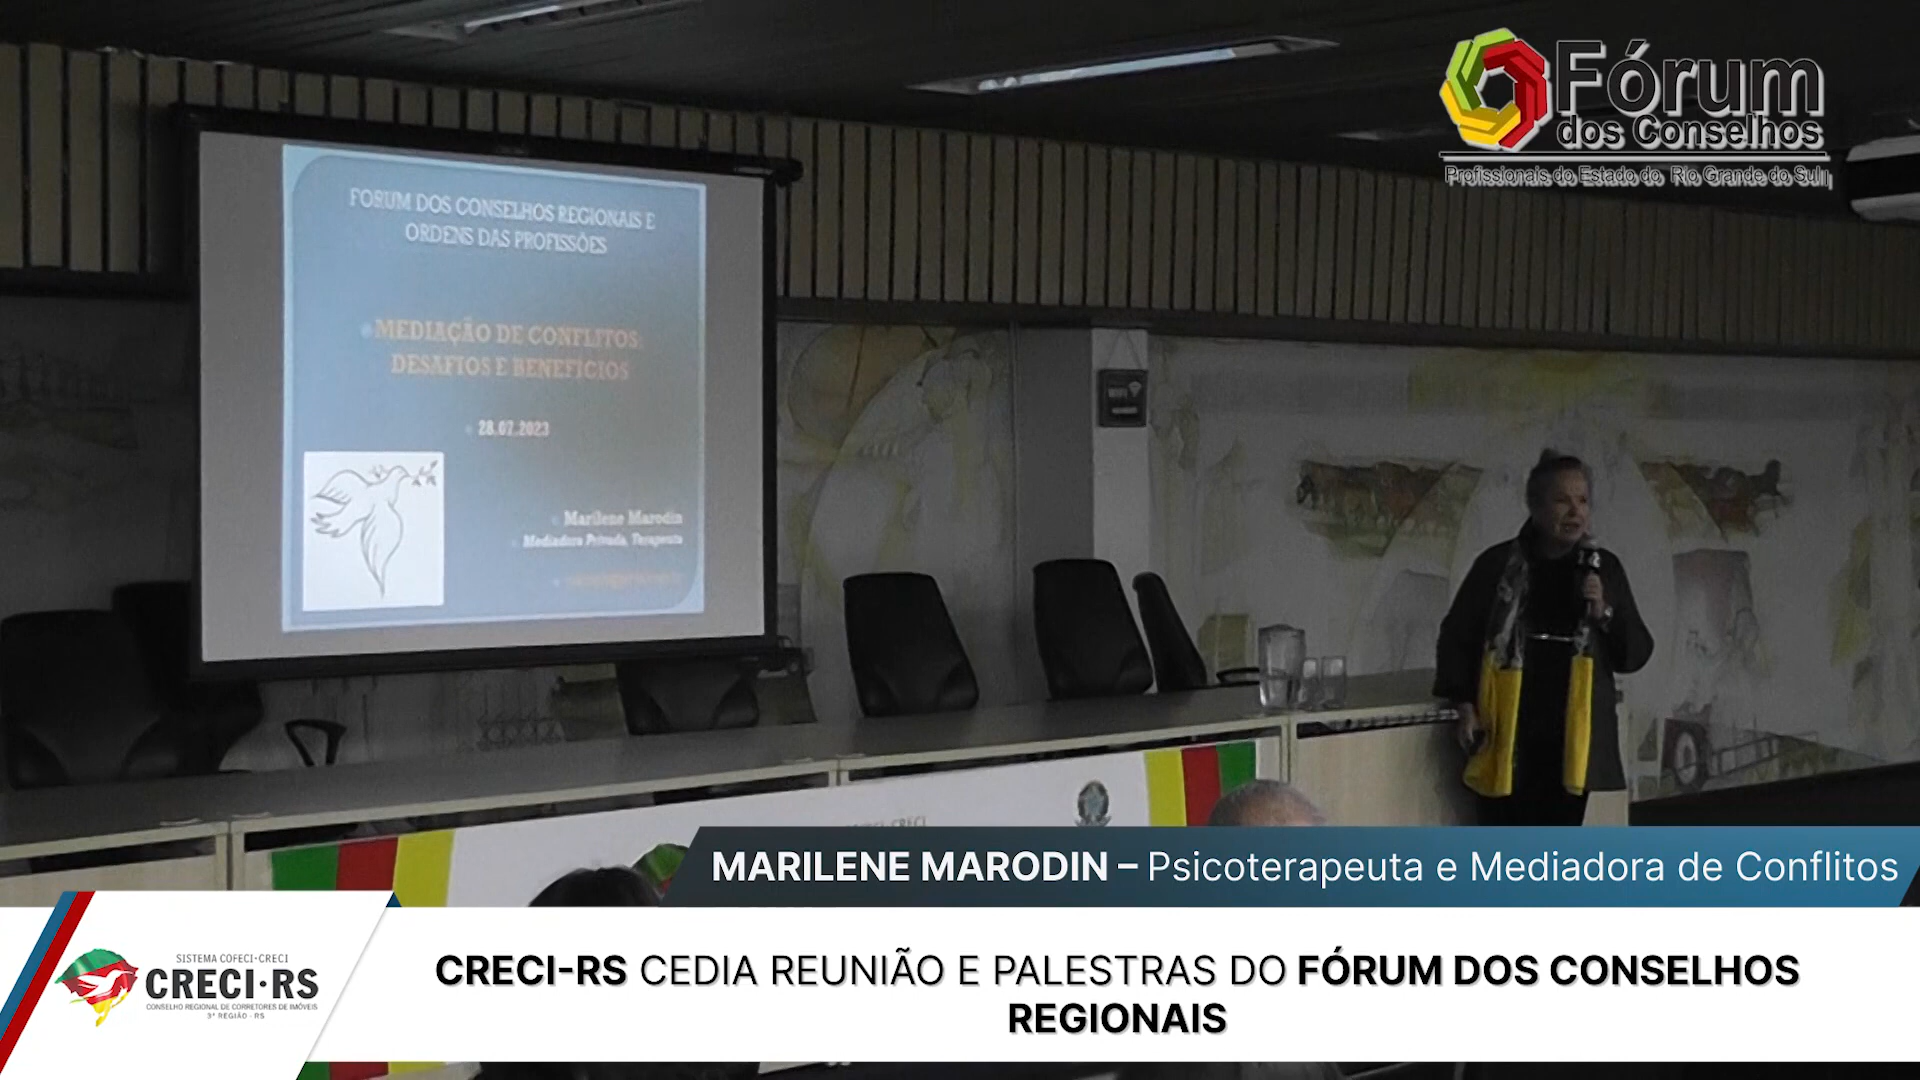 Fórum
dos Conselhos
Profissionais do Estado do Rio Grande do Sul
FORUM DOS CONSELHOS REGIONAIS E
ORDENS DAS PROFISSÕES
MEDIAÇÃO DE CONFLITOS:
DESAFIOS E BENEFÍCIOS
28.07.2023
Marilene Marodin
Mediadora Privada, Terapeuta
MARILENE MARODIN – Psicoterapeuta e Mediadora de Conflitos
SISTEMA COFECI·CRECI
CRECI·RS
CONSELHO REGIONAL DE CORRETORES DE IMÓVEIS
3ª REGIÃO - RS
CRECI-RS CEDIA REUNIÃO E PALESTRAS DO FÓRUM DOS CONSELHOS
REGIONAIS